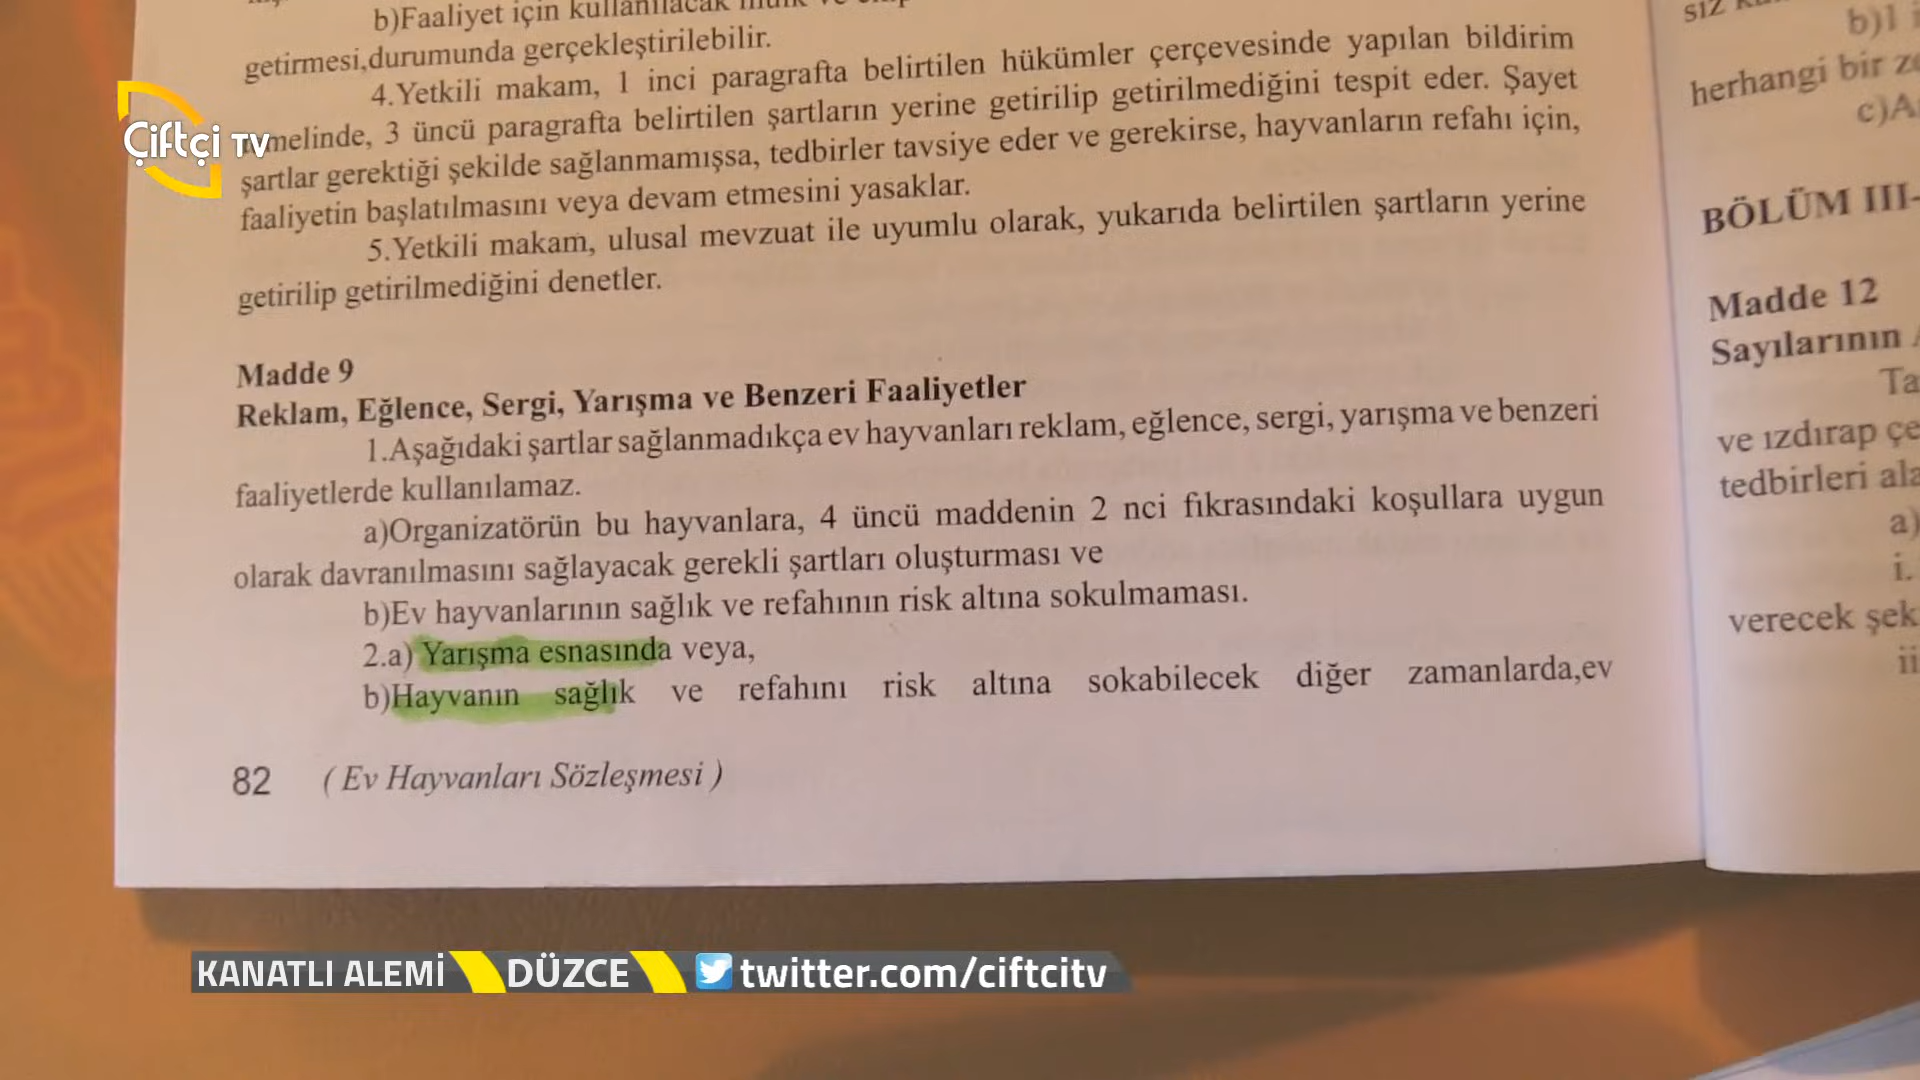 b)Faaliyet için kullanılacak
getirmesi,durumunda gerçekleştirilebilir.
4.Yetkili makam, 1 inci paragrafta belirtilen hükümler çerçevesinde yapılan bildirim
temelinde, 3 üncü paragrafta belirtilen şartların yerine getirilip getirilmediğini tespit eder. Şayet
şartlar gerektiği şekilde sağlanmamışsa, tedbirler tavsiye eder ve gerekirse, hayvanların refahı için,
faaliyetin başlatılmasını veya devam etmesini yasaklar.
5.Yetkili makam, ulusal mevzuat ile uyumlu olarak, yukarıda belirtilen şartların yerine
getirilip getirilmediğini denetler.
Madde 9
Reklam, Eğlence, Sergi, Yarışma ve Benzeri Faaliyetler
1.Aşağıdaki şartlar sağlanmadıkça ev hayvanları reklam, eğlence, sergi, yarışma ve benzeri
faaliyetlerde kullanılamaz.
a)Organizatörün bu hayvanlara, 4 üncü maddenin 2 nci fıkrasındaki koşullara uygun
olarak davranılmasını sağlayacak gerekli şartları oluşturması ve
b)Ev hayvanlarının sağlık ve refahının risk altına sokulmaması.
2.a) Yarışma esnasında veya,
b)Hayvanın sağlık ve refahını risk altına sokabilecek diğer zamanlarda,ev
82 ( Ev Hayvanları Sözleşmesi )
b)1
herhangi bir
c)
BÖLÜM III-
Madde 12
Sayılarının
Ta
ve ızdırap çe
tedbirleri ala
a)
i.
verecek şek
ii
Çiftçi TV
KANATLI ALEMİ DÜZCE twitter.com/ciftcitv